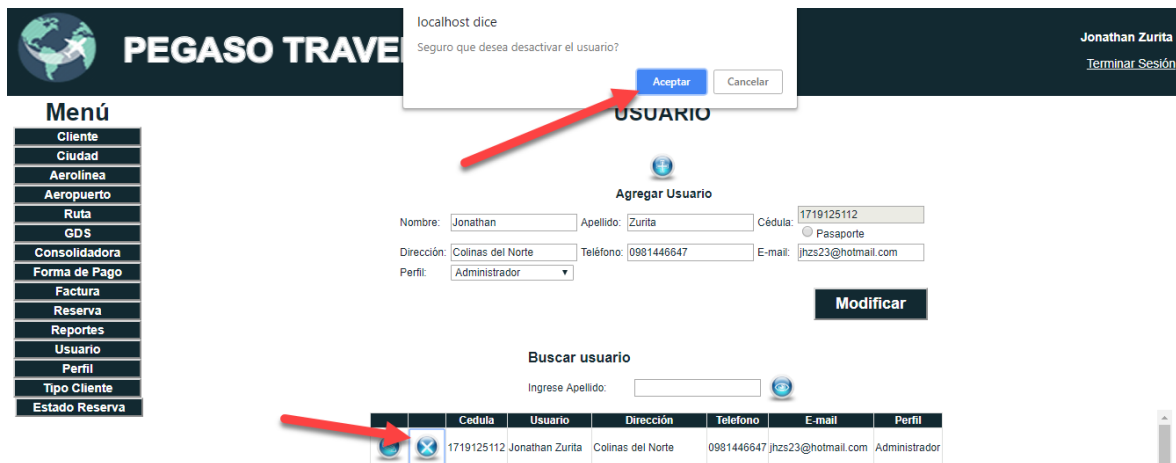 localhost dice
Seguro que desea desactivar el usuario?
Aceptar Cancelar
PEGASO TRAVE
Jonathan Zurita
Terminar Sesión
Menú
Cliente
Ciudad
Aerolínea
Aeropuerto
Ruta
GDS
Consolidadora
Forma de Pago
Factura
Reserva
Reportes
Usuario
Perfil
Tipo Cliente
Estado Reserva
USUARIO
Agregar Usuario
Nombre: Jonathan Apellido: Zurita Cédula: 1719125112
Pasaporte
Dirección: Colinas del Norte Teléfono: 0981446647 E-mail: jhzs23@hotmail.com
Perfil: Administrador
Modificar
Buscar usuario
Ingrese Apellido:
Cedula Usuario Dirección Telefono E-mail Perfil
1719125112 Jonathan Zurita Colinas del Norte 0981446647 jhzs23@hotmail.com Administrador